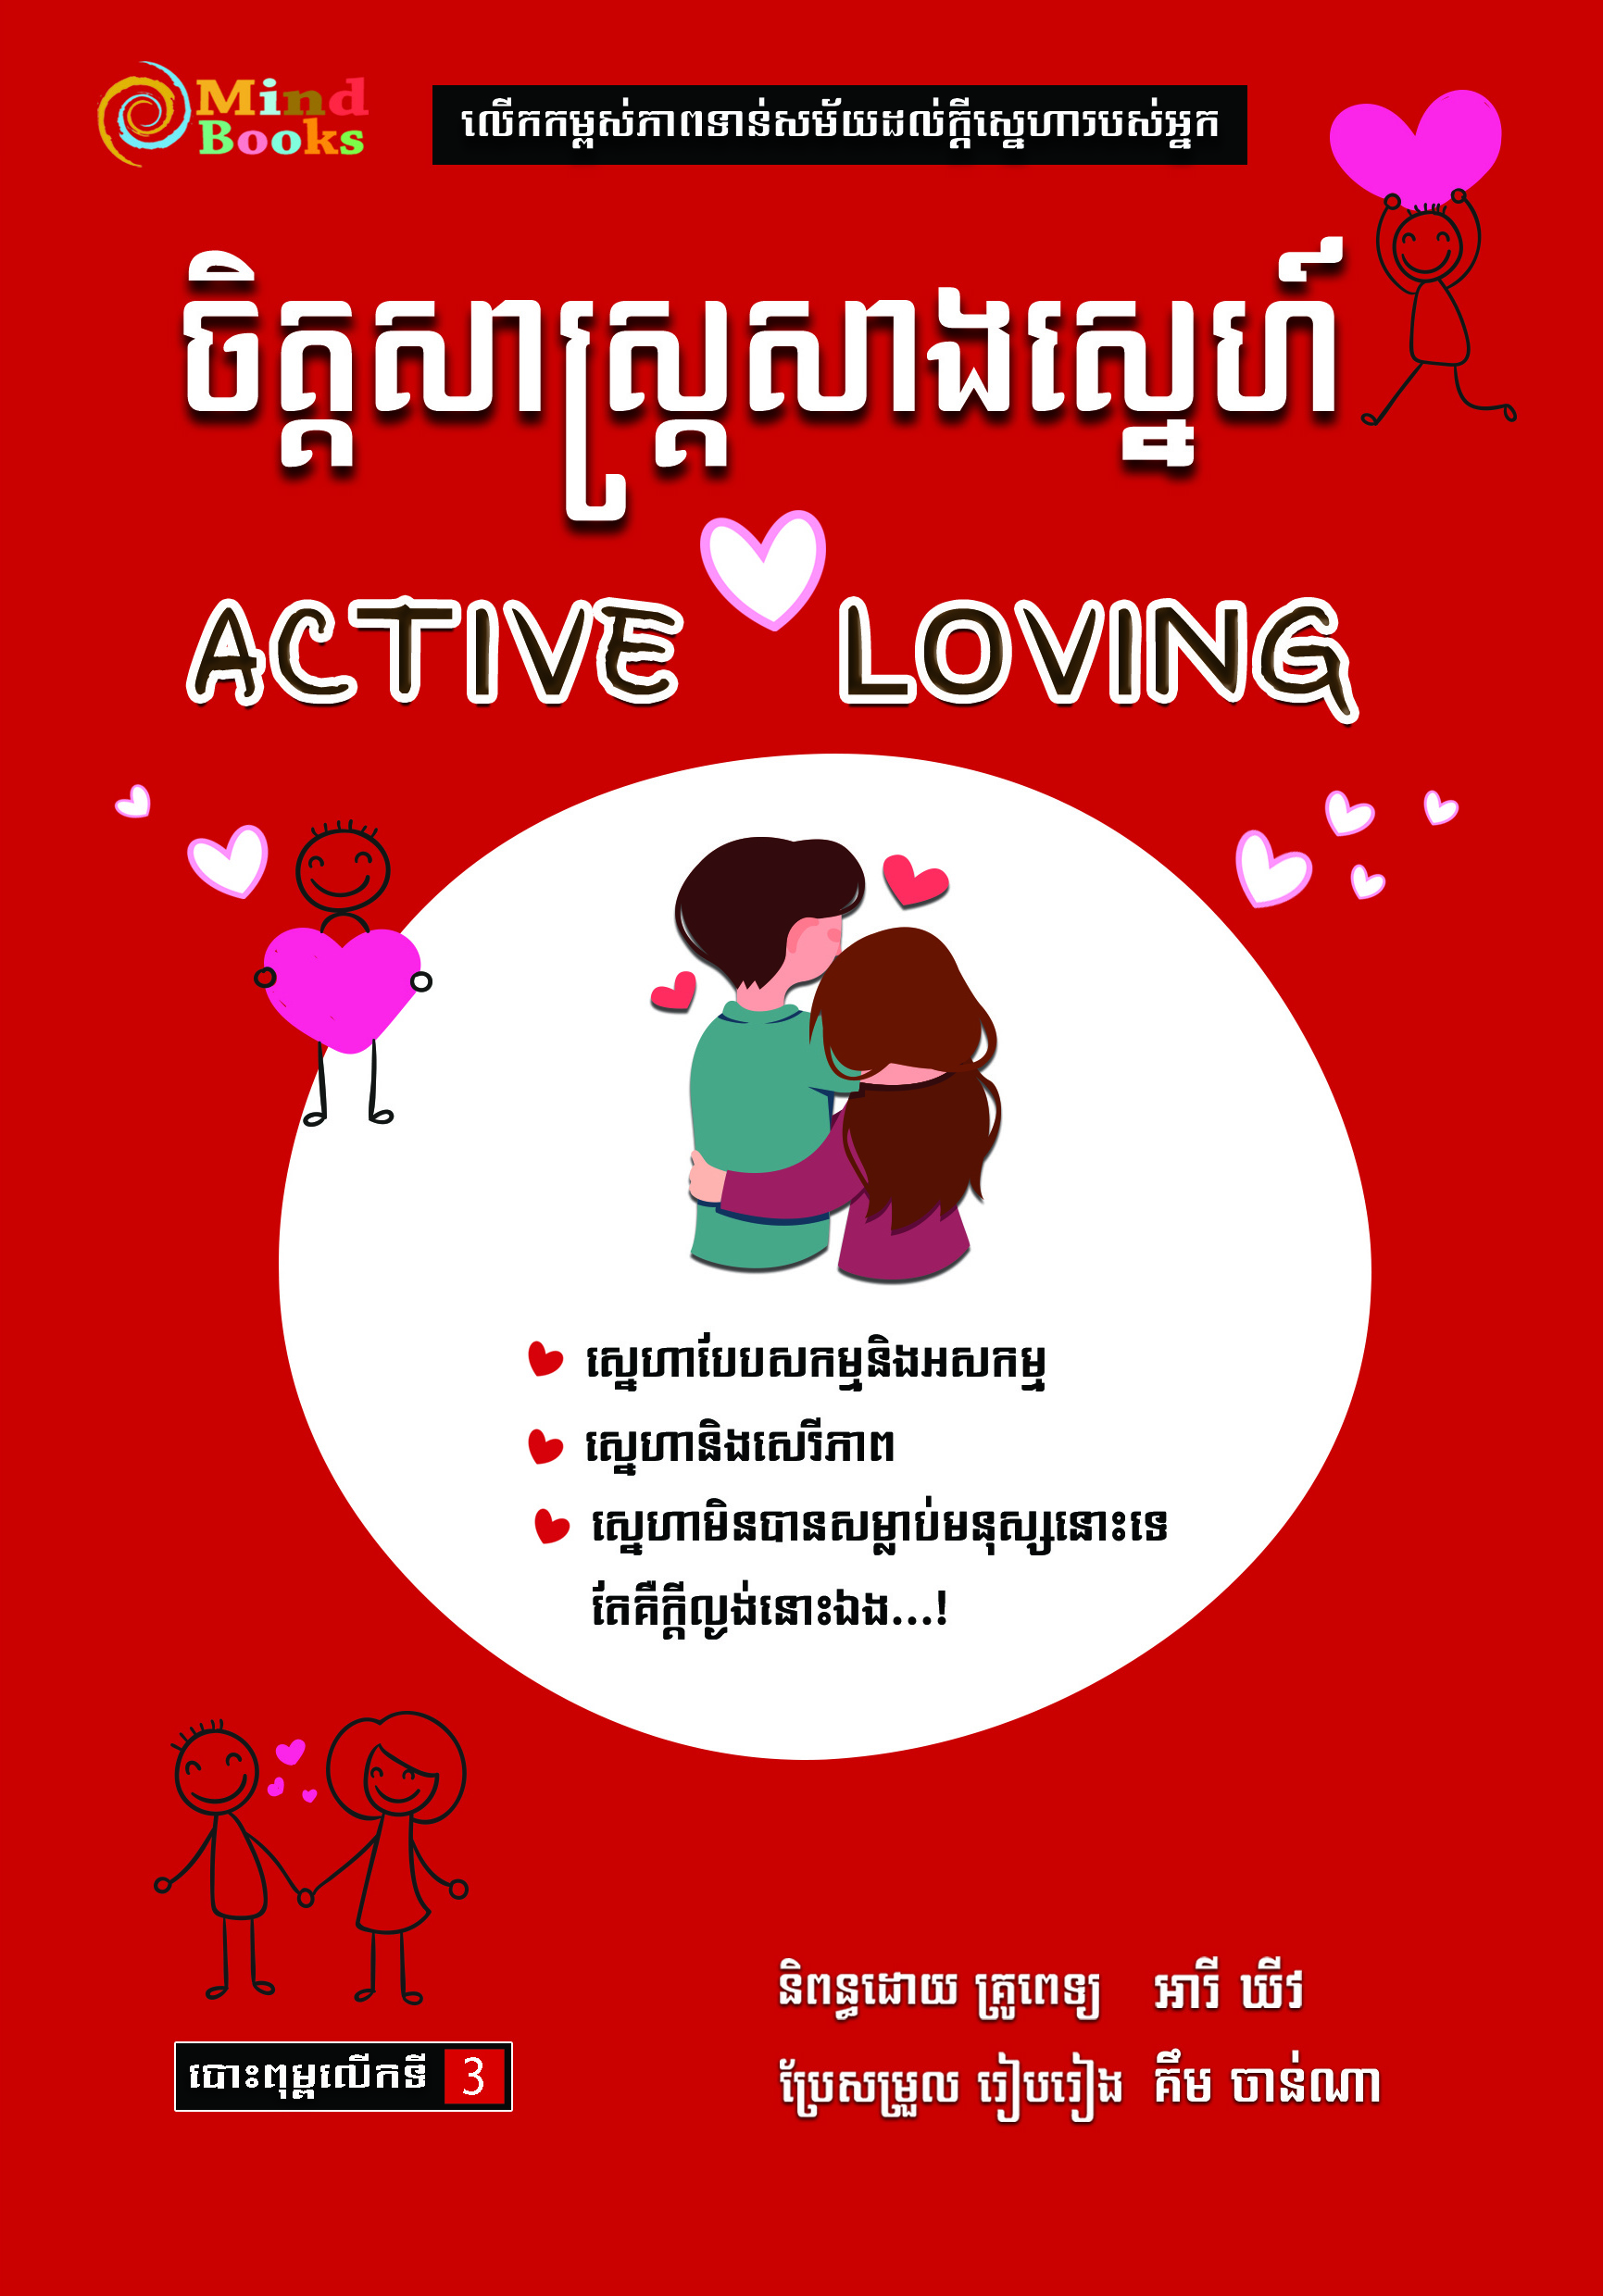 Mind
Books
លើកកម្ពស់ភាពទាន់សម័យដល់ក្ដីស្នេហារបស់អ្នក
ចិត្តសាស្ត្រសាងស្នេហ៍
ACTIVE LOVING
ស្នេហាបែបសកម្មនិងអសកម្ម
ស្នេហានិងសេរីភាព
ស្នេហាមិនបានសម្លាប់មនុស្សនោះទេ
តែគឺក្ដីល្ងង់នោះឯង...!
និពន្ធដោយ គ្រូពេទ្យ អារី ឃីវ
ប្រែសម្រួល រៀបរៀង គឹម ចាន់ណា
បោះពុម្ពលើកទី 3